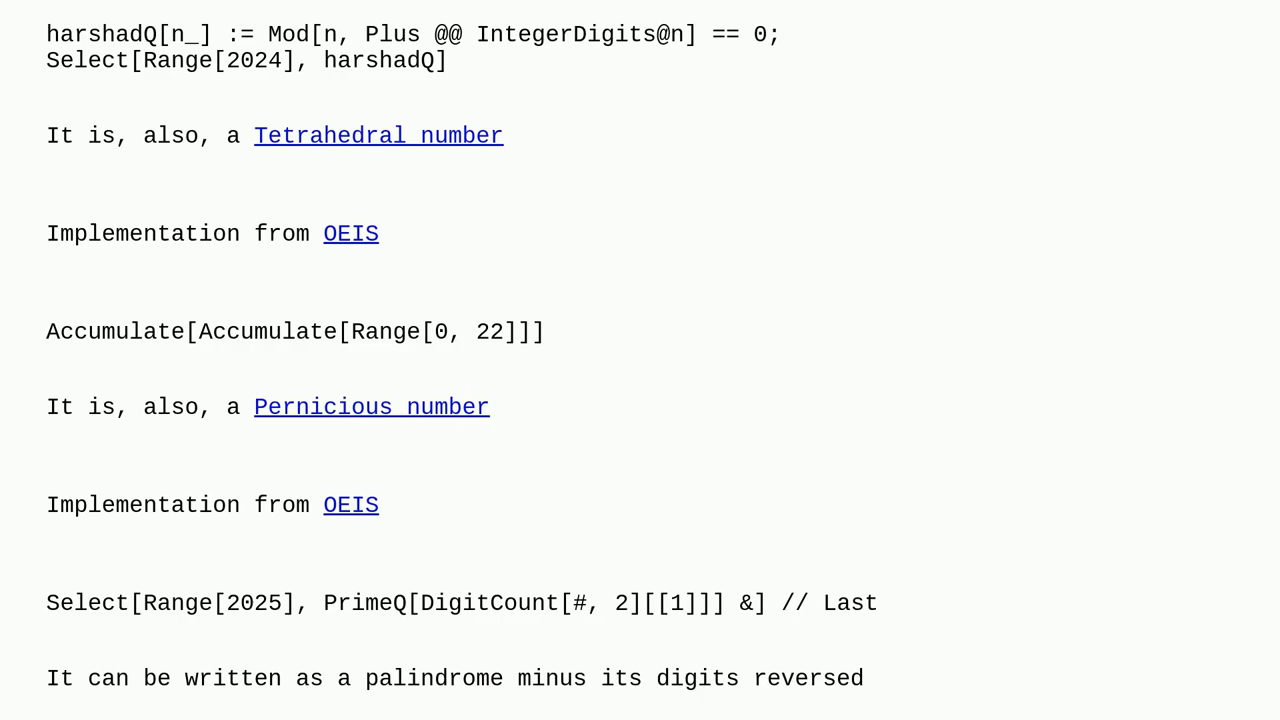 harshadQ[n_] := Mod[n, Plus @@ IntegerDigits@n] == 0;
Select[Range[2024], harshadQ]
It is, also, a Tetrahedral number
Implementation from OEIS
Accumulate[Accumulate[Range[0, 22]]]
It is, also, a Pernicious number
Implementation from OEIS
Select[Range[2025], PrimeQ[DigitCount[#, 2][[1]]] &] // Last
It can be written as a palindrome minus its digits reversed